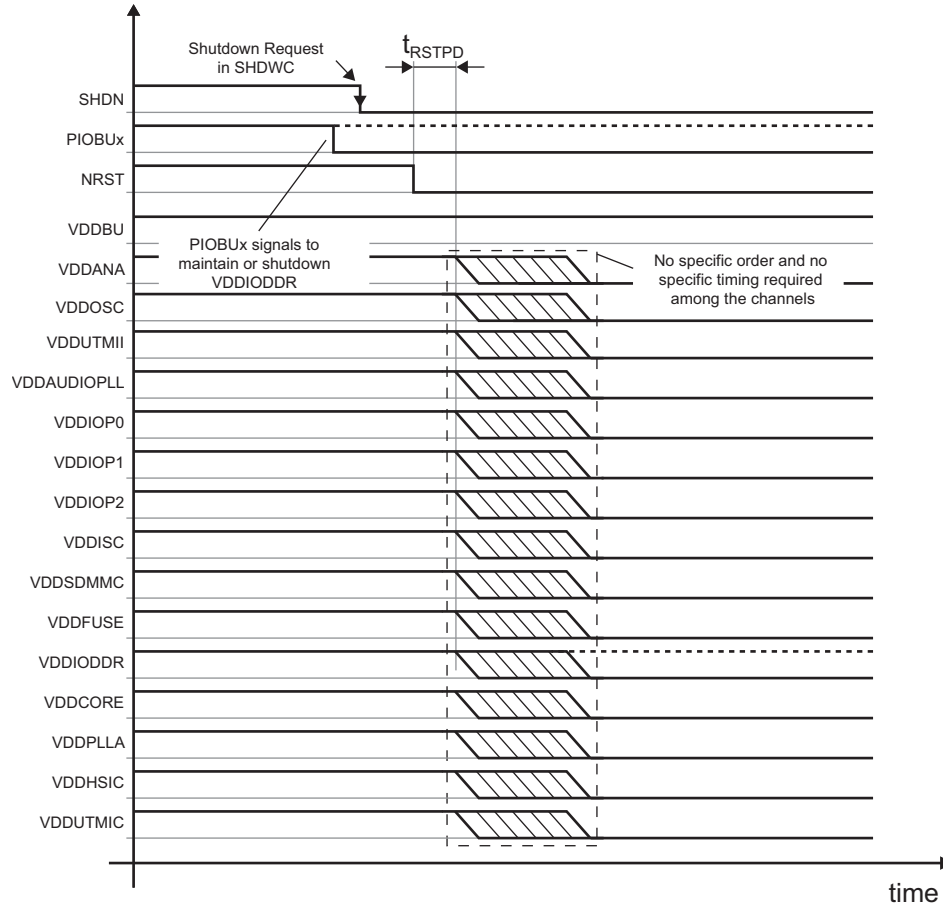 Shutdown Request
in SHDWC
tRSTPD
SHDN
PIOBUx
NRST
VDDBU
PIOBUx signals to
maintain or shutdown
VDDIODDR
No specific order and no
specific timing required
among the channels
VDDANA
VDDOSC
VDDUTMII
VDDAUDIOPLL
VDDIOP0
VDDIOP1
VDDIOP2
VDDISC
VDDSDMMC
VDDFUSE
VDDIODDR
VDDCORE
VDDPLLA
VDDHSIC
VDDUTMIC
time